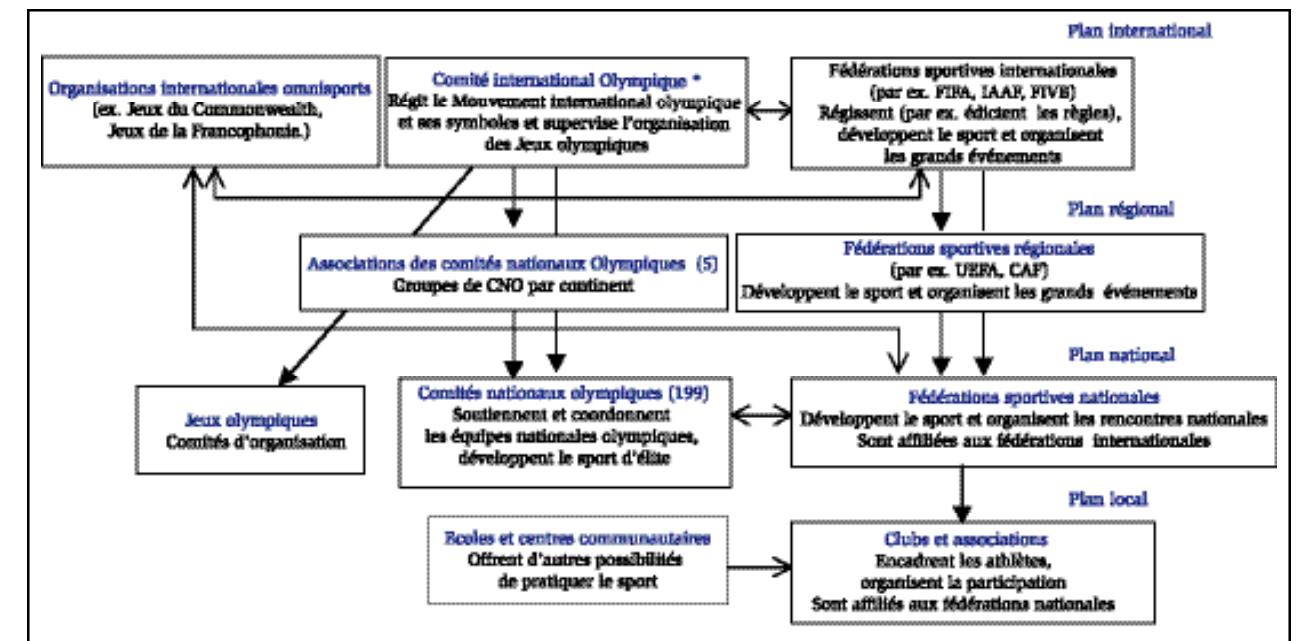 Plan international
Organisations internationales omnisports
(ex. Jeux du Commonwealth,
Jeux de la Francophonie.)
Comité international Olympique *
Régit le Mouvement international olympique
et ses symboles et supervise l'organisation
des Jeux olympiques
Fédérations sportives internationales
(par ex. FIFA, IAAF, FIVB)
Régissent (par ex. édictent les règles),
développent le sport et organisent
les grands événements
Plan régional
Associations des comités nationaux Olympiques (5)
Groupes de CNO par continent
Fédérations sportives régionales
(par ex. UEFA, CAF)
Développent le sport et organisent les grands événements
Plan national
Jeux olympiques
Comités d'organisation
Comités nationaux olympiques (199)
Soutiennent et coordonnent
les équipes nationales olympiques,
développent le sport d'élite
Fédérations sportives nationales
Développent le sport et organisent les rencontres nationales
Sont affiliées aux fédérations internationales
Plan local
Ecoles et centres communautaires
Offrent d'autres possibilités
de pratiquer le sport
Clubs et associations
Encadrent les athlètes,
organisent la participation
Sont affiliés aux fédérations nationales